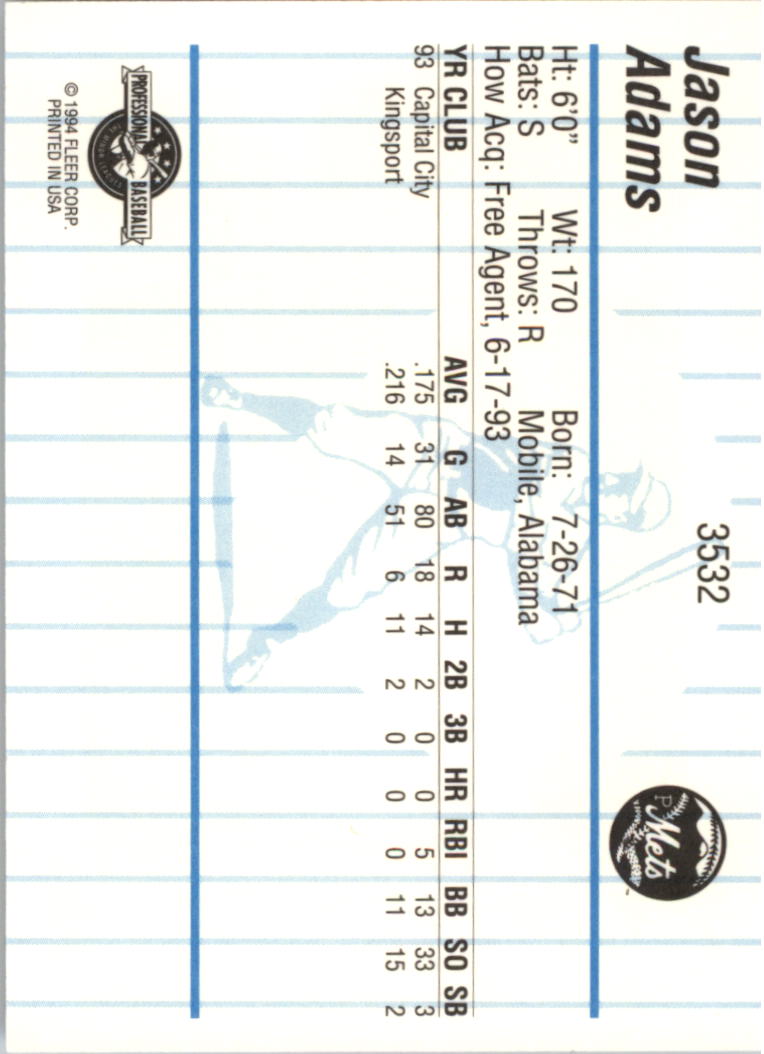 Jason
Adams
3532
P
Mets
Ht: 6'0" Wt: 170 Born: 7-26-71
Bats: S Throws: R Mobile, Alabama
How Acq: Free Agent, 6-17-93
YR CLUB AVG G AB R H 2B 3B HR RBI BB SO SB
93 Capital City .175 31 80 18 14 2 0 0 5 13 33 3
Kingsport .216 14 51 6 11 2 0 0 0 11 15 2
PROFESSIONAL BASEBALL
© 1994 FLEER CORP.
PRINTED IN USA